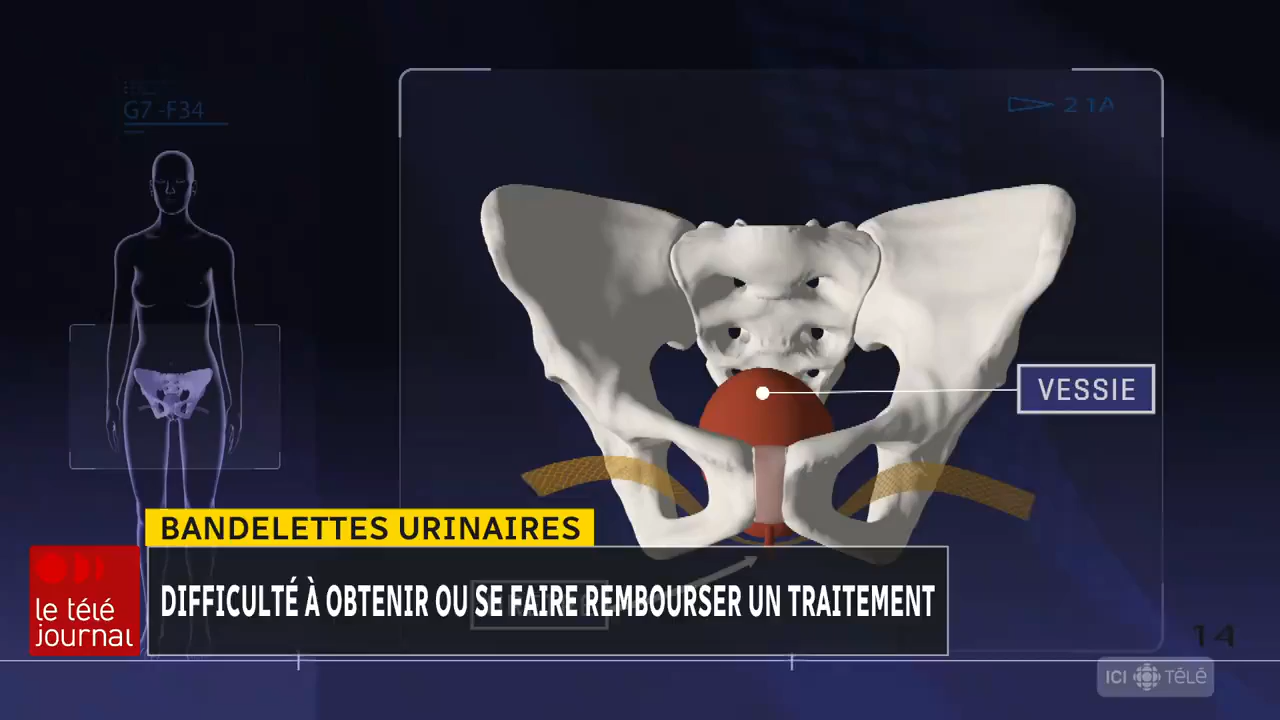 G7 -F34
21A
VESSIE
BANDELETTES URINAIRES
DIFFICULTÉ À OBTENIR OU SE FAIRE REMBOURSER UN TRAITEMENT
le télé
journal
14
ICI TÉLÉ